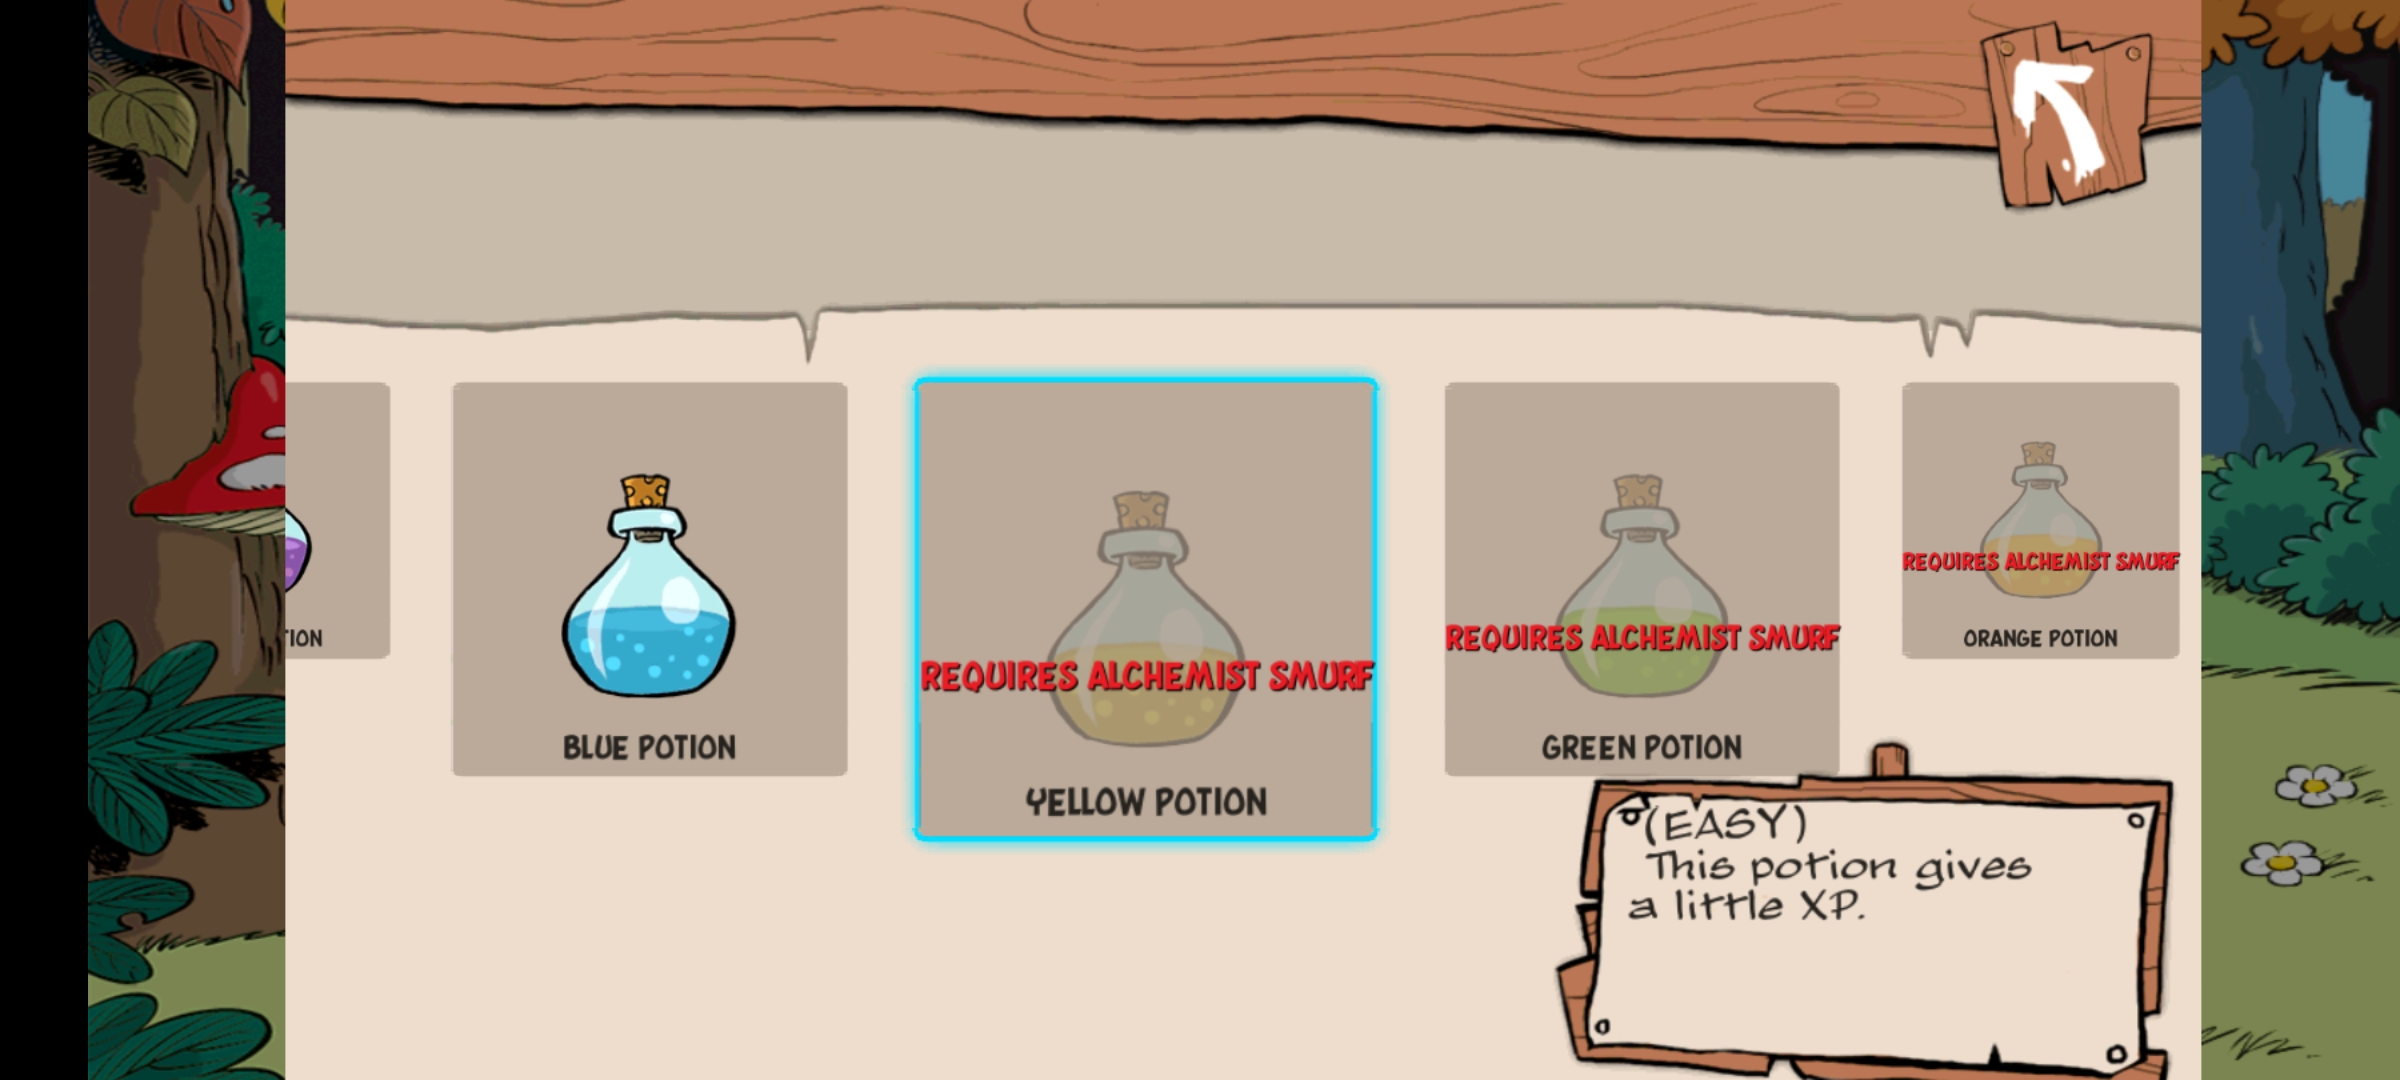 TION
BLUE POTION
REQUIRES ALCHEMIST SMURF
YELLOW POTION
REQUIRES ALCHEMIST SMURF
GREEN POTION
REQUIRES ALCHEMIST SMURF
ORANGE POTION
(EASY)
This potion gives
a little XP.